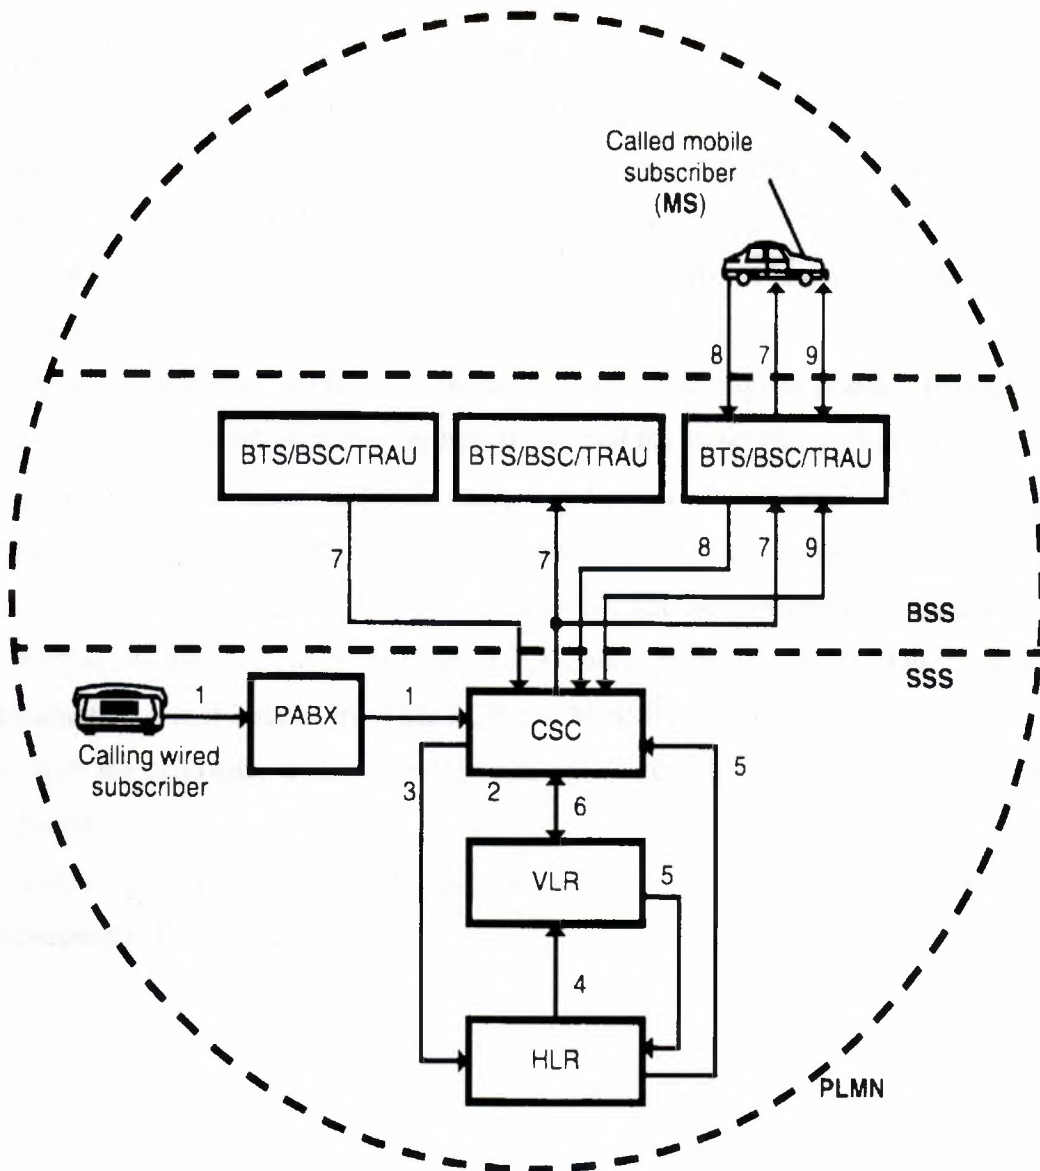 Called mobile
subscriber
(MS)
8 7 9
BTS/BSC/TRAU BTS/BSC/TRAU BTS/BSC/TRAU
7 7 8 7 9
BSS
SSS
1 PABX 1 CSC
Calling wired
subscriber
3 2 6 5
VLR 5
4
HLR
PLMN